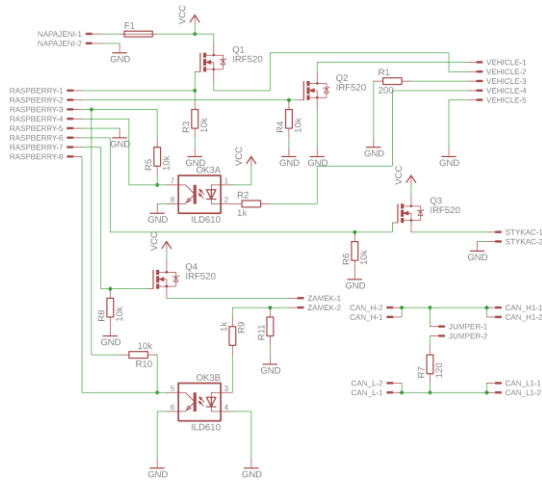 NAPAJENI-1
NAPAJENI-2
F1
VCC
GND
Q1
IRF520
Q2
IRF520
R1
200
VEHICLE-1
VEHICLE-2
VEHICLE-3
VEHICLE-4
VEHICLE-5
RASPBERRY-1
RASPBERRY-2
RASPBERRY-3
RASPBERRY-4
RASPBERRY-5
RASPBERRY-6
RASPBERRY-7
RASPBERRY-8
GND
R3
10k
GND
R4
10k
GND
GND
GND
GND
R5
10k
OK3A
7
8
1
2
ILD610
GND
VCC
R2
1k
VCC
Q3
IRF520
STYKAC-1
STYKAC-2
GND
R6
10k
GND
VCC
Q4
IRF520
R8
10k
GND
ZAMEK-1
ZAMEK-2
1k
R9
R11
GND
10k
R10
OK3B
5
6
3
4
ILD610
GND
GND
CAN_H-2
CAN_H-1
CAN_H1-1
CAN_H1-2
JUMPER-1
JUMPER-2
R7
120
CAN_L-2
CAN_L-1
CAN_L1-1
CAN_L1-2